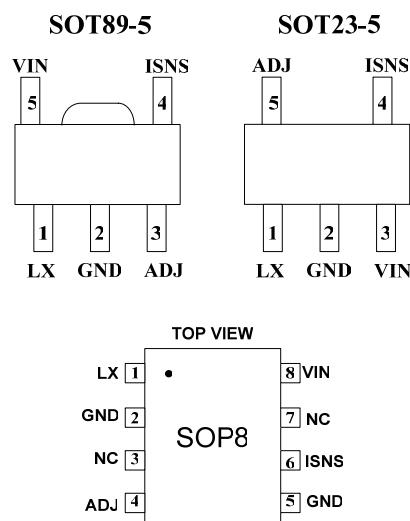 SOT89-5 SOT23-5
VIN ISNS ADJ ISNS
5 4 5 4
1 2 3 1 2 3
LX GND ADJ LX GND VIN
TOP VIEW
LX 1 8 VIN
GND 2 7 NC
SOP8
NC 3 6 ISNS
ADJ 4 5 GND